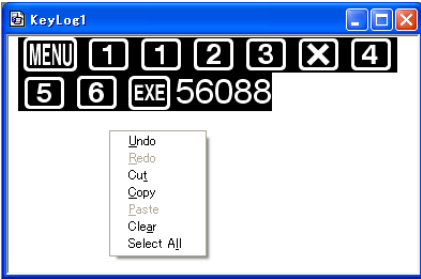 KeyLog1
MENU 1 1 2 3 × 4
5 6 EXE 56088
Undo
Redo
Cut
Copy
Paste
Clear
Select All